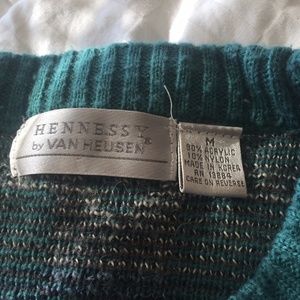 HENNESSY
by VAN HEUSEN®
M
90% ACRYLIC
10% NYLON
MADE IN KOREA
RN 13884
CARE ON REVERSE